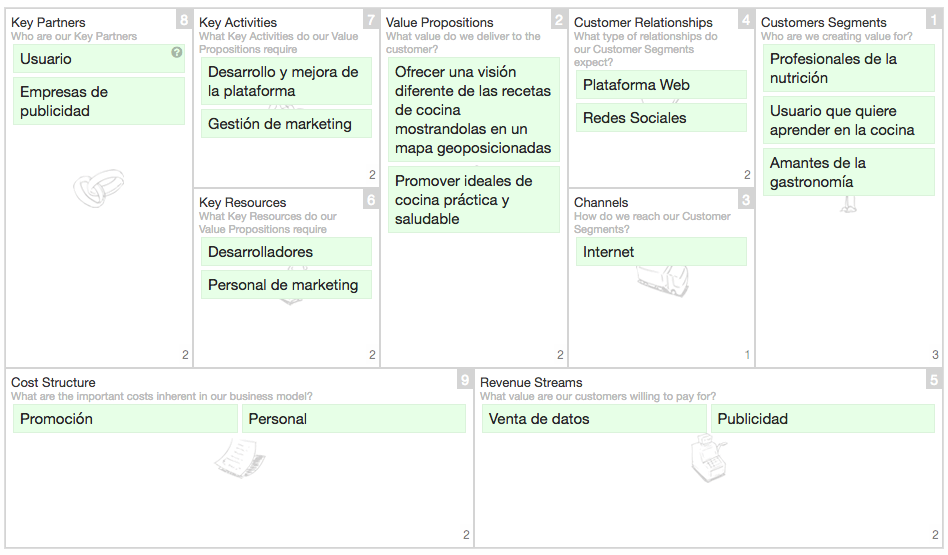 Key Partners
8
Who are our Key Partners
Usuario
?
Empresas de
publicidad
2
Key Activities
7
What Key Activities do our Value
Propositions require
Desarrollo y mejora de
la plataforma
Gestión de marketing
2
Key Resources
6
What Key Resources do our
Value Propositions require
Desarrolladores
Personal de marketing
2
Value Propositions
2
What value do we deliver to the
customer?
Ofrecer una visión
diferente de las recetas
de cocina
mostrandolas en un
mapa geoposicionadas
Promover ideales de
cocina práctica y
saludable
2
Customer Relationships
4
What type of relationships do
our Customer Segments
expect?
Plataforma Web
Redes Sociales
2
Channels
3
How do we reach our Customer
Segments?
Internet
1
Customers Segments
1
Who are we creating value for?
Profesionales de la
nutrición
Usuario que quiere
aprender en la cocina
Amantes de la
gastronomía
3
Cost Structure
9
What are the important costs inherent in our business model?
Promoción
Personal
2
Revenue Streams
5
What value are our customers willing to pay for?
Venta de datos
Publicidad
2